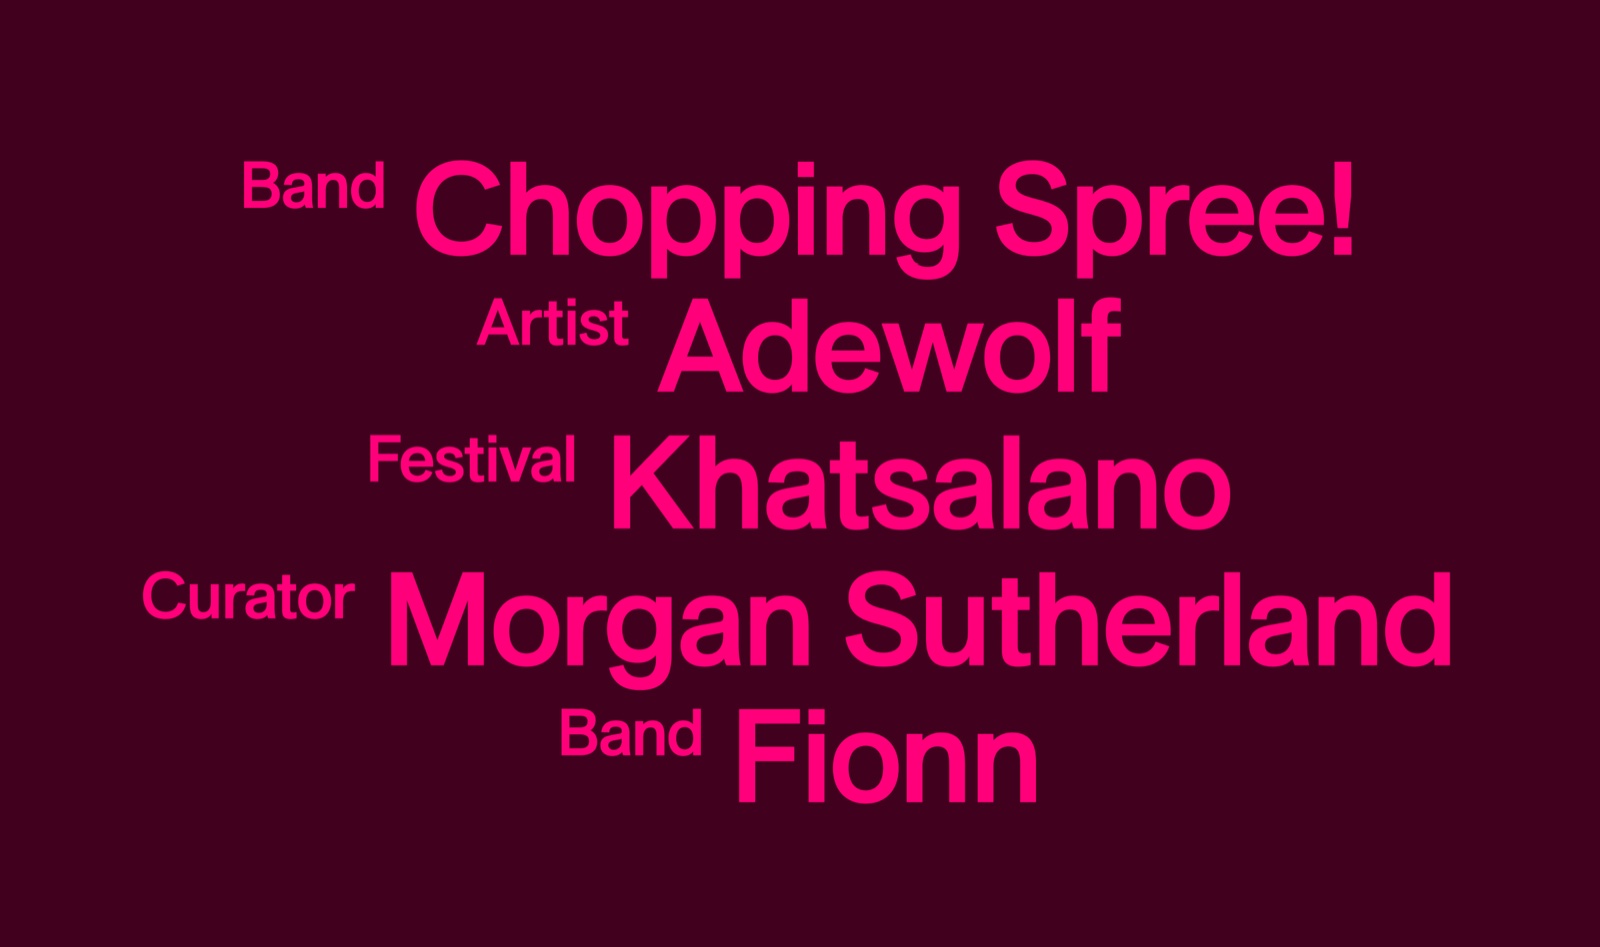 Band Chopping Spree!
Artist Adewolf
Festival Khatsalano
Curator Morgan Sutherland
Band Fionn